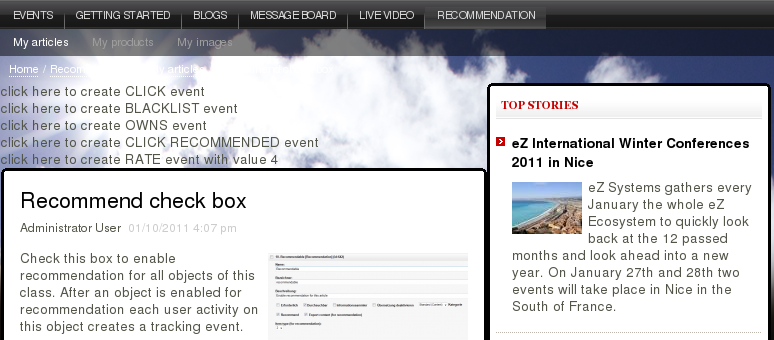 EVENTS GETTING STARTED BLOGS MESSAGE BOARD LIVE VIDEO RECOMMENDATION
My articles My products My images
Home / Recom
click here to create CLICK event
click here to create BLACKLIST event
click here to create OWNS event
click here to create CLICK RECOMMENDED event
click here to create RATE event with value 4
Recommend check box
Administrator User 01/10/2011 4:07 pm
Check this box to enable
recommendation for all objects of this
class. After an object is enabled for
recommendation each user activity on
this object creates a tracking event.
TOP STORIES
eZ International Winter Conferences
2011 in Nice
eZ Systems gathers every
January the whole eZ
Ecosystem to quickly look
back at the 12 passed
months and look ahead into a new
year. On January 27th and 28th two
events will take place in Nice in the
South of France.